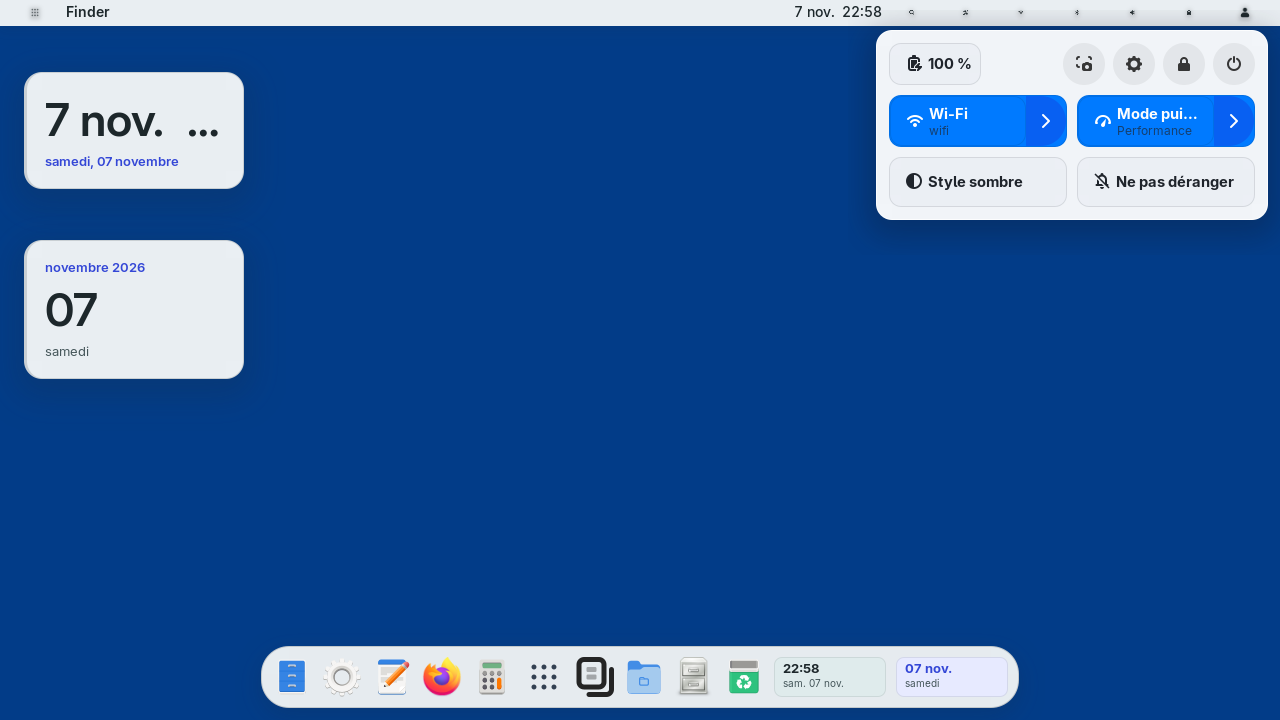 Finder
7 nov.  22:58
100 %
Wi-Fi
wifi
Mode pui...
Performance
Style sombre
Ne pas déranger
7 nov.  ...
samedi, 07 novembre
novembre 2026
07
samedi
22:58
sam. 07 nov.
07 nov.
samedi